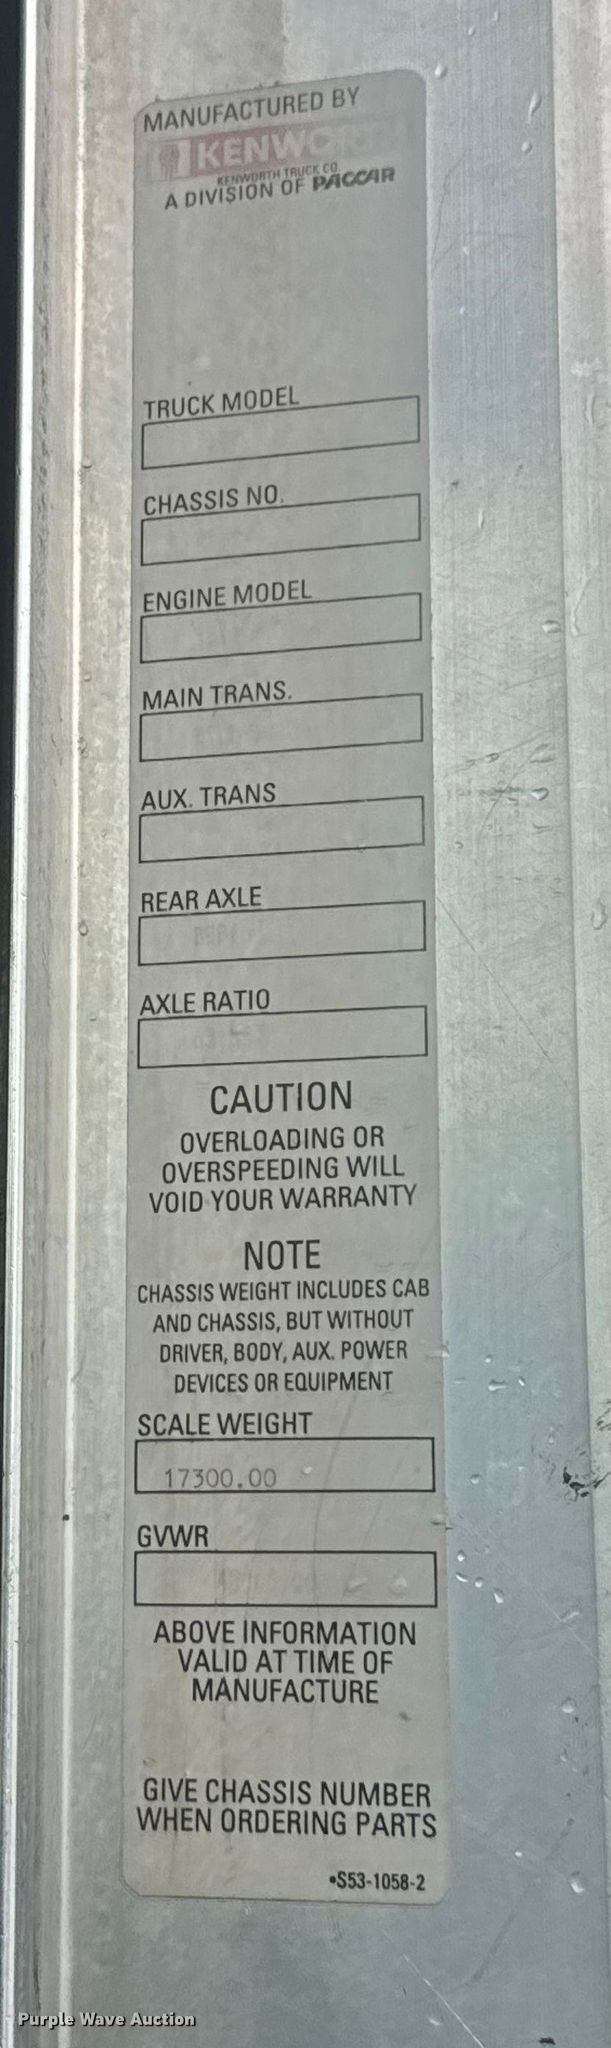 MANUFACTURED BY
KENWORTH
KENWORTH TRUCK CO.
A DIVISION OF PACCAR
TRUCK MODEL
CHASSIS NO.
ENGINE MODEL
MAIN TRANS.
AUX. TRANS
REAR AXLE
AXLE RATIO
CAUTION
OVERLOADING OR
OVERSPEEDING WILL
VOID YOUR WARRANTY
NOTE
CHASSIS WEIGHT INCLUDES CAB
AND CHASSIS, BUT WITHOUT
DRIVER, BODY, AUX. POWER
DEVICES OR EQUIPMENT
SCALE WEIGHT
17300.00
GVWR
ABOVE INFORMATION
VALID AT TIME OF
MANUFACTURE
GIVE CHASSIS NUMBER
WHEN ORDERING PARTS
•S53-1058-2
Purple Wave Auction